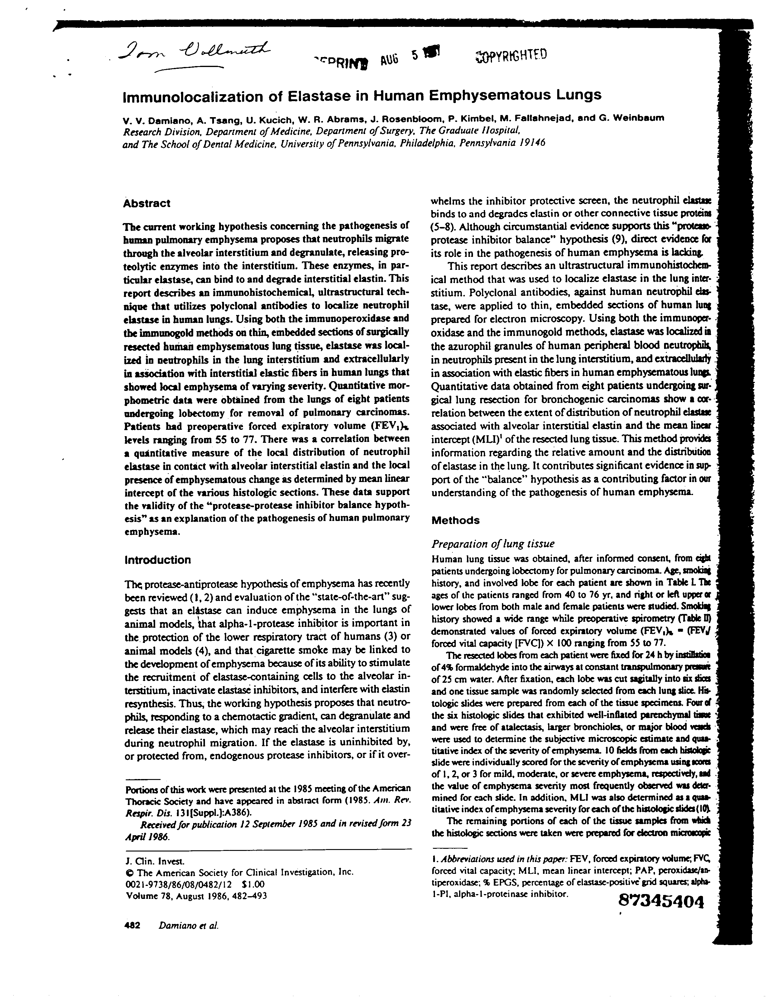 Tom Vollmuth
REPRINT AUG 5
COPYRIGHTED
Immunolocalization of Elastase in Human Emphysematous Lungs
V. V. Damiano, A. Tsang, U. Kucich, W. R. Abrams, J. Rosenbloom, P. Kimbel, M. Fallahnejad, and G. Weinbaum
Research Division, Department of Medicine, Department of Surgery, The Graduate Hospital,
and The School of Dental Medicine, University of Pennsylvania, Philadelphia, Pennsylvania 19146
Abstract
The current working hypothesis concerning the pathogenesis of
human pulmonary emphysema proposes that neutrophils migrate
through the alveolar interstitium and degranulate, releasing pro-
teolytic enzymes into the interstitium. These enzymes, in par-
ticular elastase, can bind to and degrade interstitial elastin. This
report describes an immunohistochemical, ultrastructural tech-
nique that utilizes polyclonal antibodies to localize neutrophil
elastase in human lungs. Using both the immunoperoxidase and
the immunogold methods on thin, embedded sections of surgically
resected human emphysematous lung tissue, elastase was local-
ized in neutrophils in the lung interstitium and extracellularly
in association with interstitial elastic fibers in human lungs that
showed local emphysema of varying severity. Quantitative mor-
phometric data were obtained from the lungs of eight patients
undergoing lobectomy for removal of pulmonary carcinomas.
Patients had preoperative forced expiratory volume (FEV₁)%
levels ranging from 55 to 77. There was a correlation between
a quantitative measure of the local distribution of neutrophil
elastase in contact with alveolar interstitial elastin and the local
presence of emphysematous change as determined by mean linear
intercept of the various histologic sections. These data support
the validity of the "protease-protease inhibitor balance hypoth-
esis" as an explanation of the pathogenesis of human pulmonary
emphysema.
Introduction
The protease-antiprotease hypothesis of emphysema has recently
been reviewed (1, 2) and evaluation of the "state-of-the-art" sug-
gests that an elastase can induce emphysema in the lungs of
animal models, that alpha-1-protease inhibitor is important in
the protection of the lower respiratory tract of humans (3) or
animal models (4), and that cigarette smoke may be linked to
the development of emphysema because of its ability to stimulate
the recruitment of elastase-containing cells to the alveolar in-
terstitium, inactivate elastase inhibitors, and interfere with elastin
resynthesis. Thus, the working hypothesis proposes that neutro-
phils, responding to a chemotactic gradient, can degranulate and
release their elastase, which may reach the alveolar interstitium
during neutrophil migration. If the elastase is uninhibited by,
or protected from, endogenous protease inhibitors, or if it over-
Portions of this work were presented at the 1985 meeting of the American
Thoracic Society and have appeared in abstract form (1985. Am. Rev.
Respir. Dis. 131[Suppl.]:A386).
Received for publication 12 September 1985 and in revised form 23
April 1986.
J. Clin. Invest.
© The American Society for Clinical Investigation, Inc.
0021-9738/86/08/0482/12 $1.00
Volume 78, August 1986, 482–493
whelms the inhibitor protective screen, the neutrophil elastase
binds to and degrades elastin or other connective tissue proteins
(5–8). Although circumstantial evidence supports this "protease-
protease inhibitor balance" hypothesis (9), direct evidence for
its role in the pathogenesis of human emphysema is lacking.
This report describes an ultrastructural immunohistochem-
ical method that was used to localize elastase in the lung inter-
stitium. Polyclonal antibodies, against human neutrophil elas-
tase, were applied to thin, embedded sections of human lung
prepared for electron microscopy. Using both the immunoper-
oxidase and the immunogold methods, elastase was localized in
the azurophil granules of human peripheral blood neutrophils,
in neutrophils present in the lung interstitium, and extracellularly
in association with elastic fibers in human emphysematous lungs.
Quantitative data obtained from eight patients undergoing sur-
gical lung resection for bronchogenic carcinomas show a cor-
relation between the extent of distribution of neutrophil elastase
associated with alveolar interstitial elastin and the mean linear
intercept (MLI)¹ of the resected lung tissue. This method provides
information regarding the relative amount and the distribution
of elastase in the lung. It contributes significant evidence in sup-
port of the "balance" hypothesis as a contributing factor in our
understanding of the pathogenesis of human emphysema.
Methods
Preparation of lung tissue
Human lung tissue was obtained, after informed consent, from eight
patients undergoing lobectomy for pulmonary carcinoma. Age, smoking
history, and involved lobe for each patient are shown in Table I. The
ages of the patients ranged from 40 to 76 yr, and right or left upper or
lower lobes from both male and female patients were studied. Smoking
history showed a wide range while preoperative spirometry (Table II)
demonstrated values of forced expiratory volume (FEV₁)% = (FEV₁/
forced vital capacity [FVC]) × 100 ranging from 55 to 77.
The resected lobes from each patient were fixed for 24 h by instillation
of 4% formaldehyde into the airways at constant transpulmonary pressure
of 25 cm water. After fixation, each lobe was cut sagitally into six slices
and one tissue sample was randomly selected from each lung slice. His-
tologic slides were prepared from each of the tissue specimens. Four of
the six histologic slides that exhibited well-inflated parenchymal tissue
and were free of atalectasis, larger bronchioles, or major blood vessels
were used to determine the subjective microscopic estimate and quan-
titative index of the severity of emphysema. 10 fields from each histologic
slide were individually scored for the severity of emphysema using scores
of 1, 2, or 3 for mild, moderate, or severe emphysema, respectively, and
the value of emphysema severity most frequently observed was deter-
mined for each slide. In addition, MLI was also determined as a quan-
titative index of emphysema severity for each of the histologic slides (10).
The remaining portions of each of the tissue samples from which
the histologic sections were taken were prepared for electron microscopic
1. Abbreviations used in this paper: FEV, forced expiratory volume; FVC,
forced vital capacity; MLI, mean linear intercept; PAP, peroxidase/an-
tiperoxidase; % EPGS, percentage of elastase-positive grid squares; alpha-
1-PI, alpha-1-proteinase inhibitor.
87345404
482 Damiano et al.